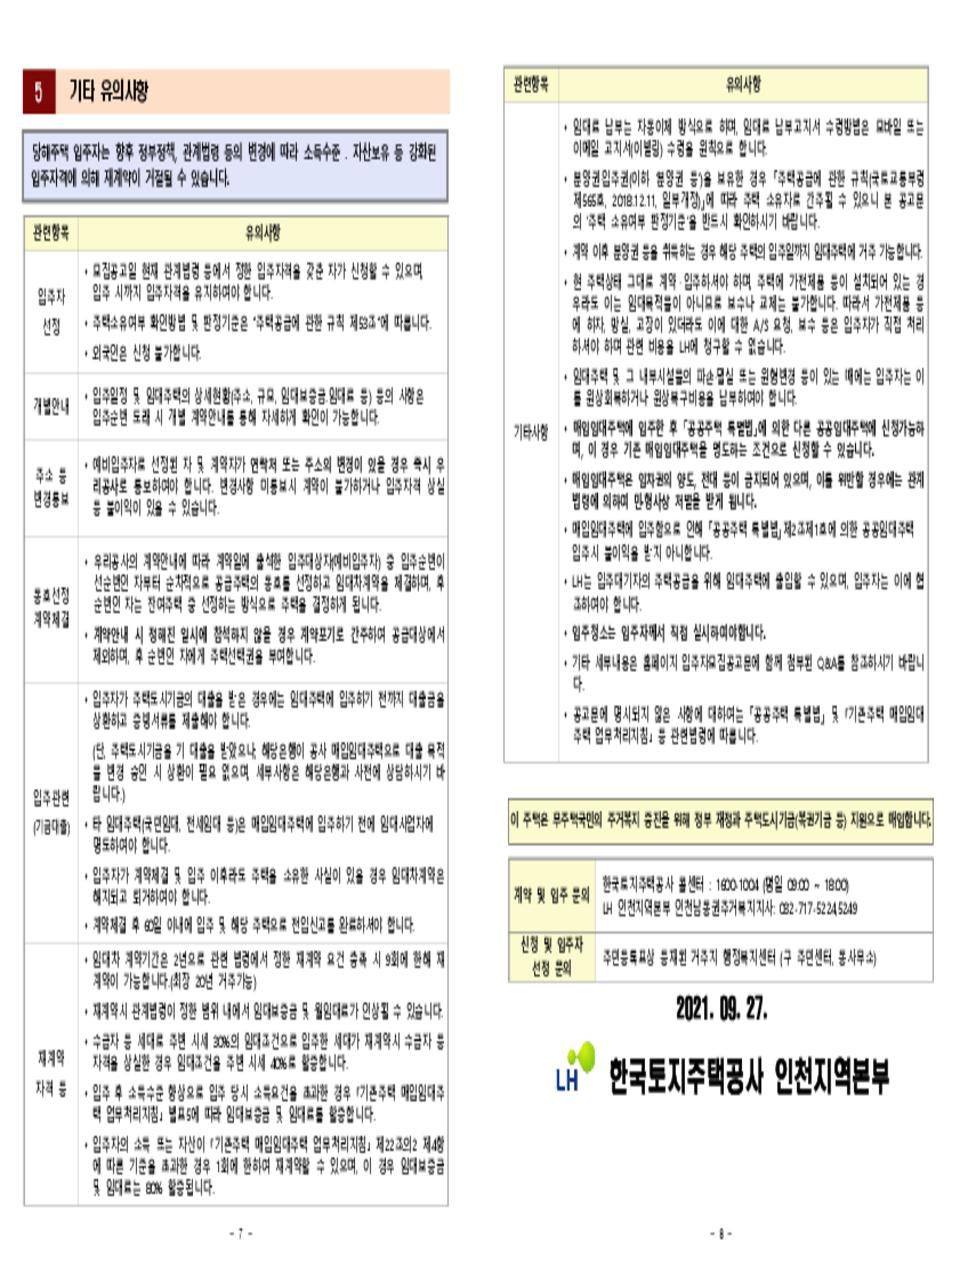 5 기타 유의사항
당해주택 입주자는 향후 정부정책, 관계법령 등의 변경에 따라 소득수준 . 자산보유 등 강화된
입주자격에 의해 재계약이 거절될 수 있습니다.
관련항목 유의사항
입주자
선정
• 모집공고일 현재 관계법령 등에서 정한 입주자격을 갖춘 자가 신청할 수 있으며,
입주 시까지 입주자격을 유지하여야 합니다.
• 주택소유여부 확인방법 및 판정기준은 "주택공급에 관한 규칙 제53조"에 따릅니다.
• 외국인은 신청 불가합니다.
개별안내
• 입주일정 및 임대주택의 상세현황(주소, 규모, 임대보증금,임대료 등) 등의 사항은
입주순번 도래 시 개별 계약안내를 통해 자세하게 확인이 가능합니다.
주소 등
변경통보
• 예비입주자로 선정된 자 및 계약자가 연락처 또는 주소의 변경이 있을 경우 즉시 우
리공사로 통보하여야 합니다. 변경사항 미통보시 계약이 불가하거나 입주자격 상실
등 불이익이 있을 수 있습니다.
동호선정
계약체결
• 우리공사의 계약안내에 따라 계약일에 출석한 입주대상자(예비입주자) 중 입주순번이
선순번인 자부터 순차적으로 공급주택의 동호를 선정하고 임대차계약을 체결하며, 후
순번인 자는 잔여주택 중 선정하는 방식으로 주택을 결정하게 됩니다.
• 계약안내 시 정해진 일시에 참석하지 않을 경우 계약포기로 간주하여 공급대상에서
제외하며, 후 순번인 자에게 주택선택권을 부여합니다.
입주관련
(기금대출)
• 입주자가 주택도시기금의 대출을 받은 경우에는 임대주택에 입주하기 전까지 대출금을
상환하고 증빙서류를 제출해야 합니다.
(단, 주택도시기금을 기 대출을 받았으나, 해당은행이 공사 매입임대주택으로 대출 목적
을 변경 승인 시 상환이 필요 없으며, 세부사항은 해당은행과 사전에 상담하시기 바
랍니다.)
• 타 임대주택(국민임대, 전세임대 등)은 매입임대주택에 입주하기 전에 임대사업자에
명도하여야 합니다.
• 입주자가 계약체결 및 입주 이후라도 주택을 소유한 사실이 있을 경우 임대차계약은
해지되고 퇴거하여야 합니다.
• 계약체결 후 60일 이내에 입주 및 해당 주택으로 전입신고를 완료하셔야 합니다.
재계약
자격 등
• 임대차 계약기간은 2년으로 관련 법령에서 정한 재계약 요건 충족 시 9회에 한해 재
계약이 가능합니다.(최장 20년 거주가능)
• 재계약시 관계법령이 정한 범위 내에서 임대보증금 및 월임대료가 인상될 수 있습니다.
• 수급자 등 세대로 주변 시세 30%의 임대조건으로 입주한 세대가 재계약시 수급자 등
자격을 상실한 경우 임대조건을 주변 시세 40%로 할증합니다.
• 입주 후 소득수준 향상으로 입주 당시 소득요건을 초과한 경우 「기존주택 매입임대주
택 업무처리지침」 별표5에 따라 임대보증금 및 임대료를 할증합니다.
• 입주자의 소득 또는 자산이 「기존주택 매입임대주택 업무처리지침」 제22조의2 제4항
에 따른 기준을 초과한 경우 1회에 한하여 재계약할 수 있으며, 이 경우 임대보증금
및 임대료는 80% 할증됩니다.
- 7 -
관련항목 유의사항
기타사항
• 임대료 납부는 자동이체 방식으로 하며, 임대료 납부고지서 수령방법은 모바일 또는
이메일 고지서(이빌링) 수령을 원칙으로 합니다.
• 분양권입주권(이하 '분양권 등')을 보유한 경우 「주택공급에 관한 규칙(국토교통부령
제565호, 2018.12.11, 일부개정)」에 따라 주택 소유자로 간주될 수 있으니 본 공고문
의 '주택 소유여부 판정기준'을 반드시 확인하시기 바랍니다.
• 계약 이후 분양권 등을 취득하는 경우 해당 주택의 입주일까지 임대주택에 거주 가능합니다.
• 현 주택상태 그대로 계약·입주하셔야 하며, 주택에 가전제품 등이 설치되어 있는 경
우라도 이는 임대목적물이 아니므로 보수나 교체는 불가합니다. 따라서 가전제품 등
에 하자, 망실, 고장이 있더라도 이에 대한 A/S 요청, 보수 등은 입주자가 직접 처리
하셔야 하며 관련 비용을 LH에 청구할 수 없습니다.
• 임대주택 및 그 내부시설물의 파손·멸실 또는 원형변경 등이 있는 때에는 입주자는 이
를 원상회복하거나 원상복구비용을 납부하여야 합니다.
• 매입임대주택에 입주한 후 「공공주택 특별법」에 의한 다른 공공임대주택에 신청가능하
며, 이 경우 기존 매입임대주택을 명도하는 조건으로 신청할 수 있습니다.
• 매입임대주택은 임차권의 양도, 전대 등이 금지되어 있으며, 이를 위반할 경우에는 관계
법령에 의하여 민·형사상 처벌을 받게 됩니다.
• 매입임대주택에 입주함으로 인해 「공공주택 특별법」제2조제1호에 의한 공공임대주택
입주시 불이익을 받지 아니합니다.
• LH는 입주대기자의 주택공급을 위해 임대주택에 출입할 수 있으며, 입주자는 이에 협
조하여야 합니다.
• 입주청소는 입주자께서 직접 실시하여야합니다.
• 기타 세부내용은 홈페이지 입주자모집공고문에 함께 첨부된 Q&A를 참조하시기 바랍니
다.
• 공고문에 명시되지 않은 사항에 대하여는 「공공주택 특별법」 및 「기존주택 매입임대
주택 업무처리지침」 등 관련법령에 따릅니다.
이 주택은 무주택국민의 주거복지 증진을 위해 정부 재정과 주택도시기금(복권기금 등) 지원으로 매입합니다.
계약 및 입주 문의
한국토지주택공사 콜센터 : 1600-1004 (평일 09:00 ~ 18:00)
LH 인천지역본부 인천남동권주거복지지사: 032-717-5224,5249
신청 및 입주자
선정 문의
주민등록표상 등재된 거주지 행정복지센터 (구 주민센터, 동사무소)
2021. 09. 27.
LH 한국토지주택공사 인천지역본부
- 8 -